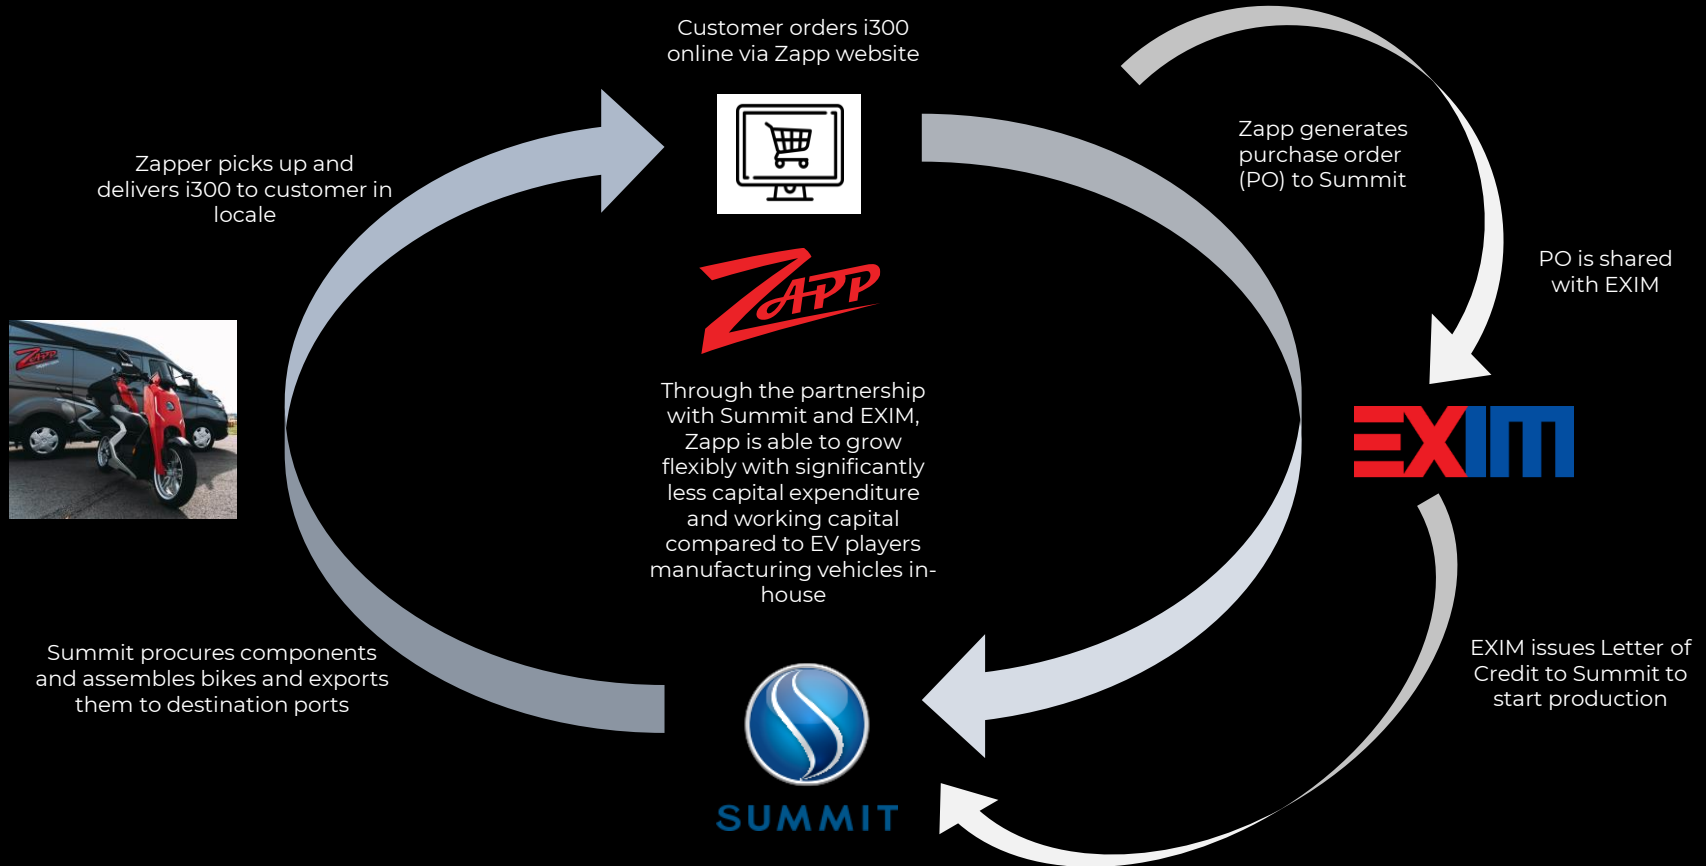 Customer orders i300
online via Zapp website
Zapp generates
purchase order
(PO) to Summit
Zapper picks up and
delivers i300 to customer in
locale
PO is shared
with EXIM
ZAPP
ZAPP
Through the partnership
with Summit and EXIM,
Zapp is able to grow
flexibly with significantly
less capital expenditure
and working capital
compared to EV players
manufacturing vehicles in-
house
EXIM
Summit procures components
and assembles bikes and exports
them to destination ports
EXIM issues Letter of
Credit to Summit to
start production
SUMMIT